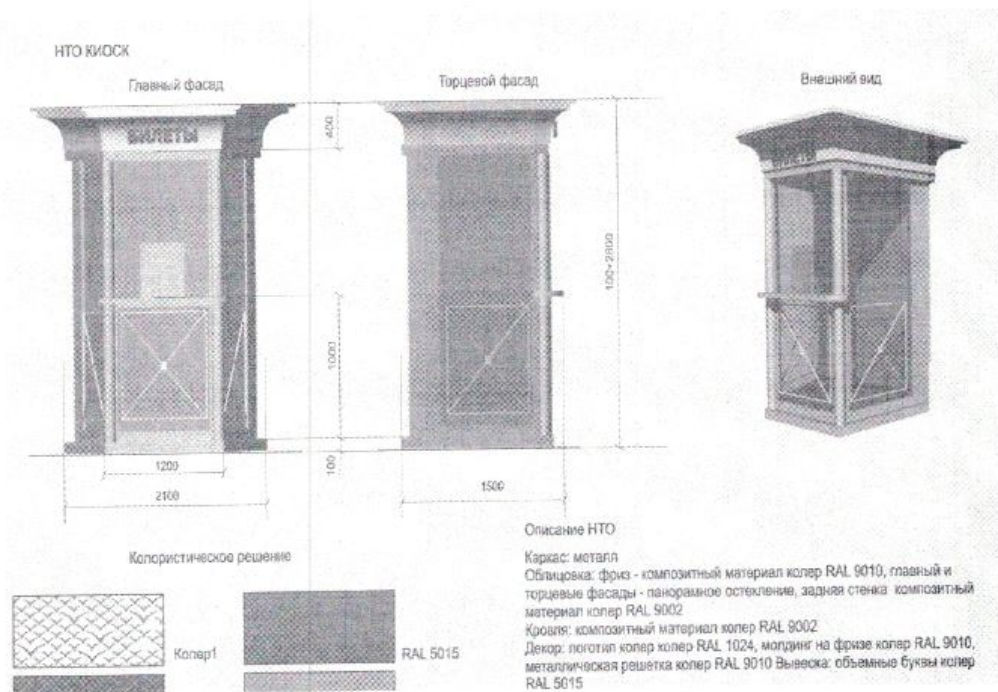 НТО КИОСК
Главный фасад
Торцевой фасад
Внешний вид
БИЛЕТЫ
БИЛЕТЫ
400
1000
100
100÷2800
1200
2100
1500
Колористическое решение
Колер1
RAL 5015
Описание НТО
Каркас: металл
Облицовка: фриз - композитный материал колер RAL 9010, главный и
торцевые фасады - панорамное остекление, задняя стенка композитный
материал колер RAL 9002
Кровля: композитный материал колер RAL 9002
Декор: логотип колер колер RAL 1024, молдинг на фризе колер RAL 9010,
металлическая решетка колер RAL 9010 Вывеска: объемные буквы колер
RAL 5015